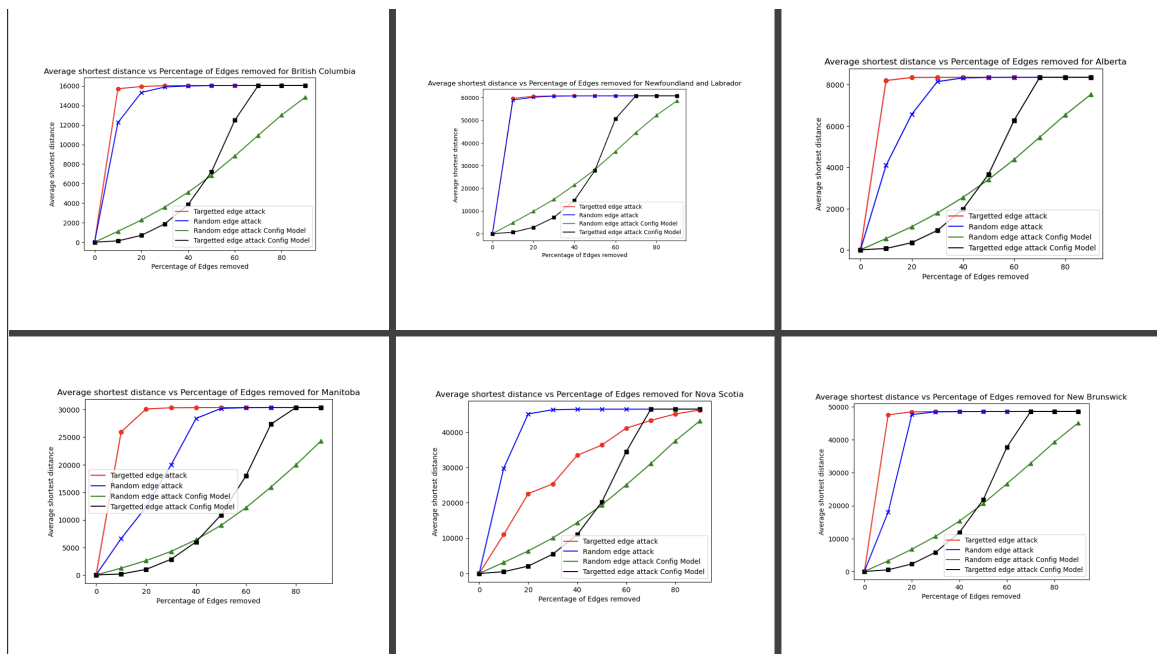 Average shortest distance vs Percentage of Edges removed for British Columbia
16000
14000
12000
10000
8000
6000
4000
2000
0
Average shortest distance
Targetted edge attack
Random edge attack
Random edge attack Config Model
Targetted edge attack Config Model
0 20 40 60 80
Percentage of Edges removed
Average shortest distance vs Percentage of Edges removed for Newfoundland and Labrador
60000
50000
40000
30000
20000
10000
0
Average shortest distance
Targetted edge attack
Random edge attack
Random edge attack Config Model
Targetted edge attack Config Model
0 20 40 60 80
Percentage of Edges removed
Average shortest distance vs Percentage of Edges removed for Alberta
8000
6000
4000
2000
0
Average shortest distance
Targetted edge attack
Random edge attack
Random edge attack Config Model
Targetted edge attack Config Model
0 20 40 60 80
Percentage of Edges removed
Average shortest distance vs Percentage of Edges removed for Manitoba
30000
25000
20000
15000
10000
5000
0
Average shortest distance
Targetted edge attack
Random edge attack
Random edge attack Config Model
Targetted edge attack Config Model
0 20 40 60 80
Percentage of Edges removed
Average shortest distance vs Percentage of Edges removed for Nova Scotia
40000
30000
20000
10000
0
Average shortest distance
Targetted edge attack
Random edge attack
Random edge attack Config Model
Targetted edge attack Config Model
0 20 40 60 80
Percentage of Edges removed
Average shortest distance vs Percentage of Edges removed for New Brunswick
50000
40000
30000
20000
10000
0
Average shortest distance
Targetted edge attack
Random edge attack
Random edge attack Config Model
Targetted edge attack Config Model
0 20 40 60 80
Percentage of Edges removed